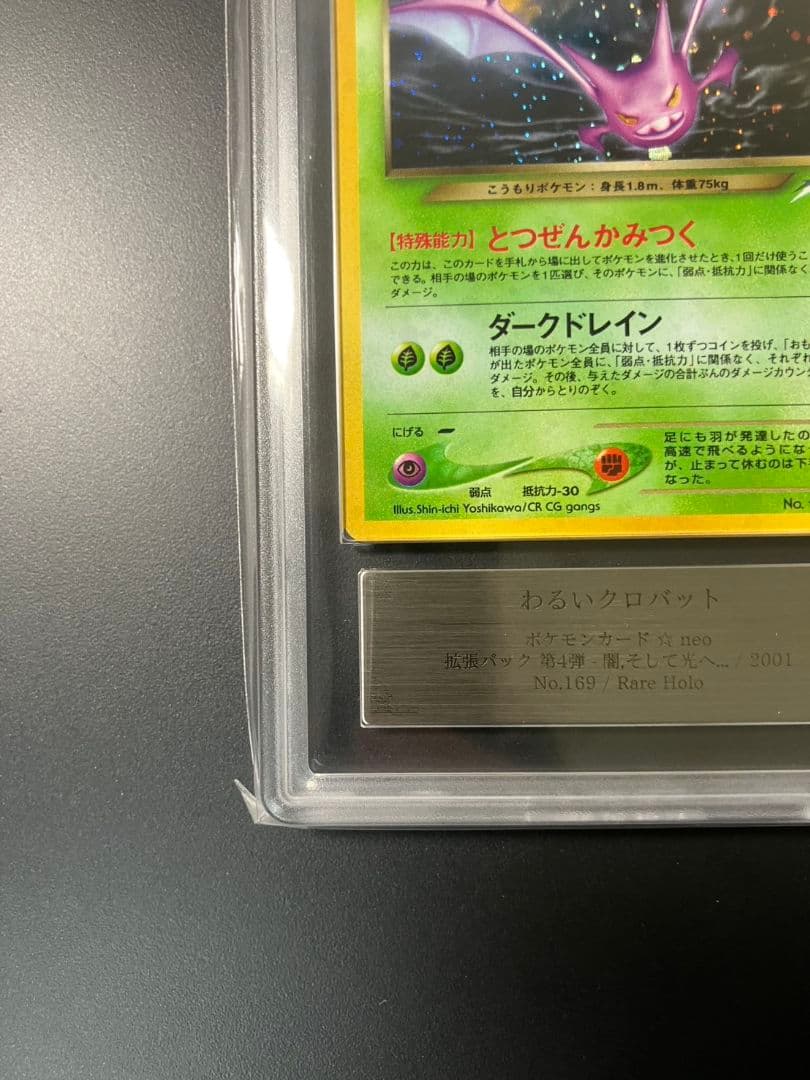 こうもりポケモン：身長1.8m、体重75kg
【特殊能力】とつぜんかみつく
この力は、このカードを手札から場に出してポケモンを進化させたとき、1回だけ使うこ
できる。相手の場のポケモンを1匹選び、そのポケモンに、「弱点・抵抗力」に関係なく
ダメージ。
ダークドレイン
相手の場のポケモン全員に対して、1枚ずつコインを投げ、「おも
が出たポケモン全員に、「弱点・抵抗力」に関係なく、それぞれ
ダメージ。その後、与えたダメージの合計ぶんのダメージカウン
を、自分からとりのぞく。
にげる
弱点 抵抗力-30
Illus.Shin-ichi Yoshikawa/CR CG gangs
足にも羽が発達したの
高速で飛べるようにな
が、止まって休むのは下
なった。
No.
わるいクロバット
ポケモンカード ☆ neo
拡張パック 第4弾 - 闇、そして光へ... / 2001
No.169 / Rare Holo